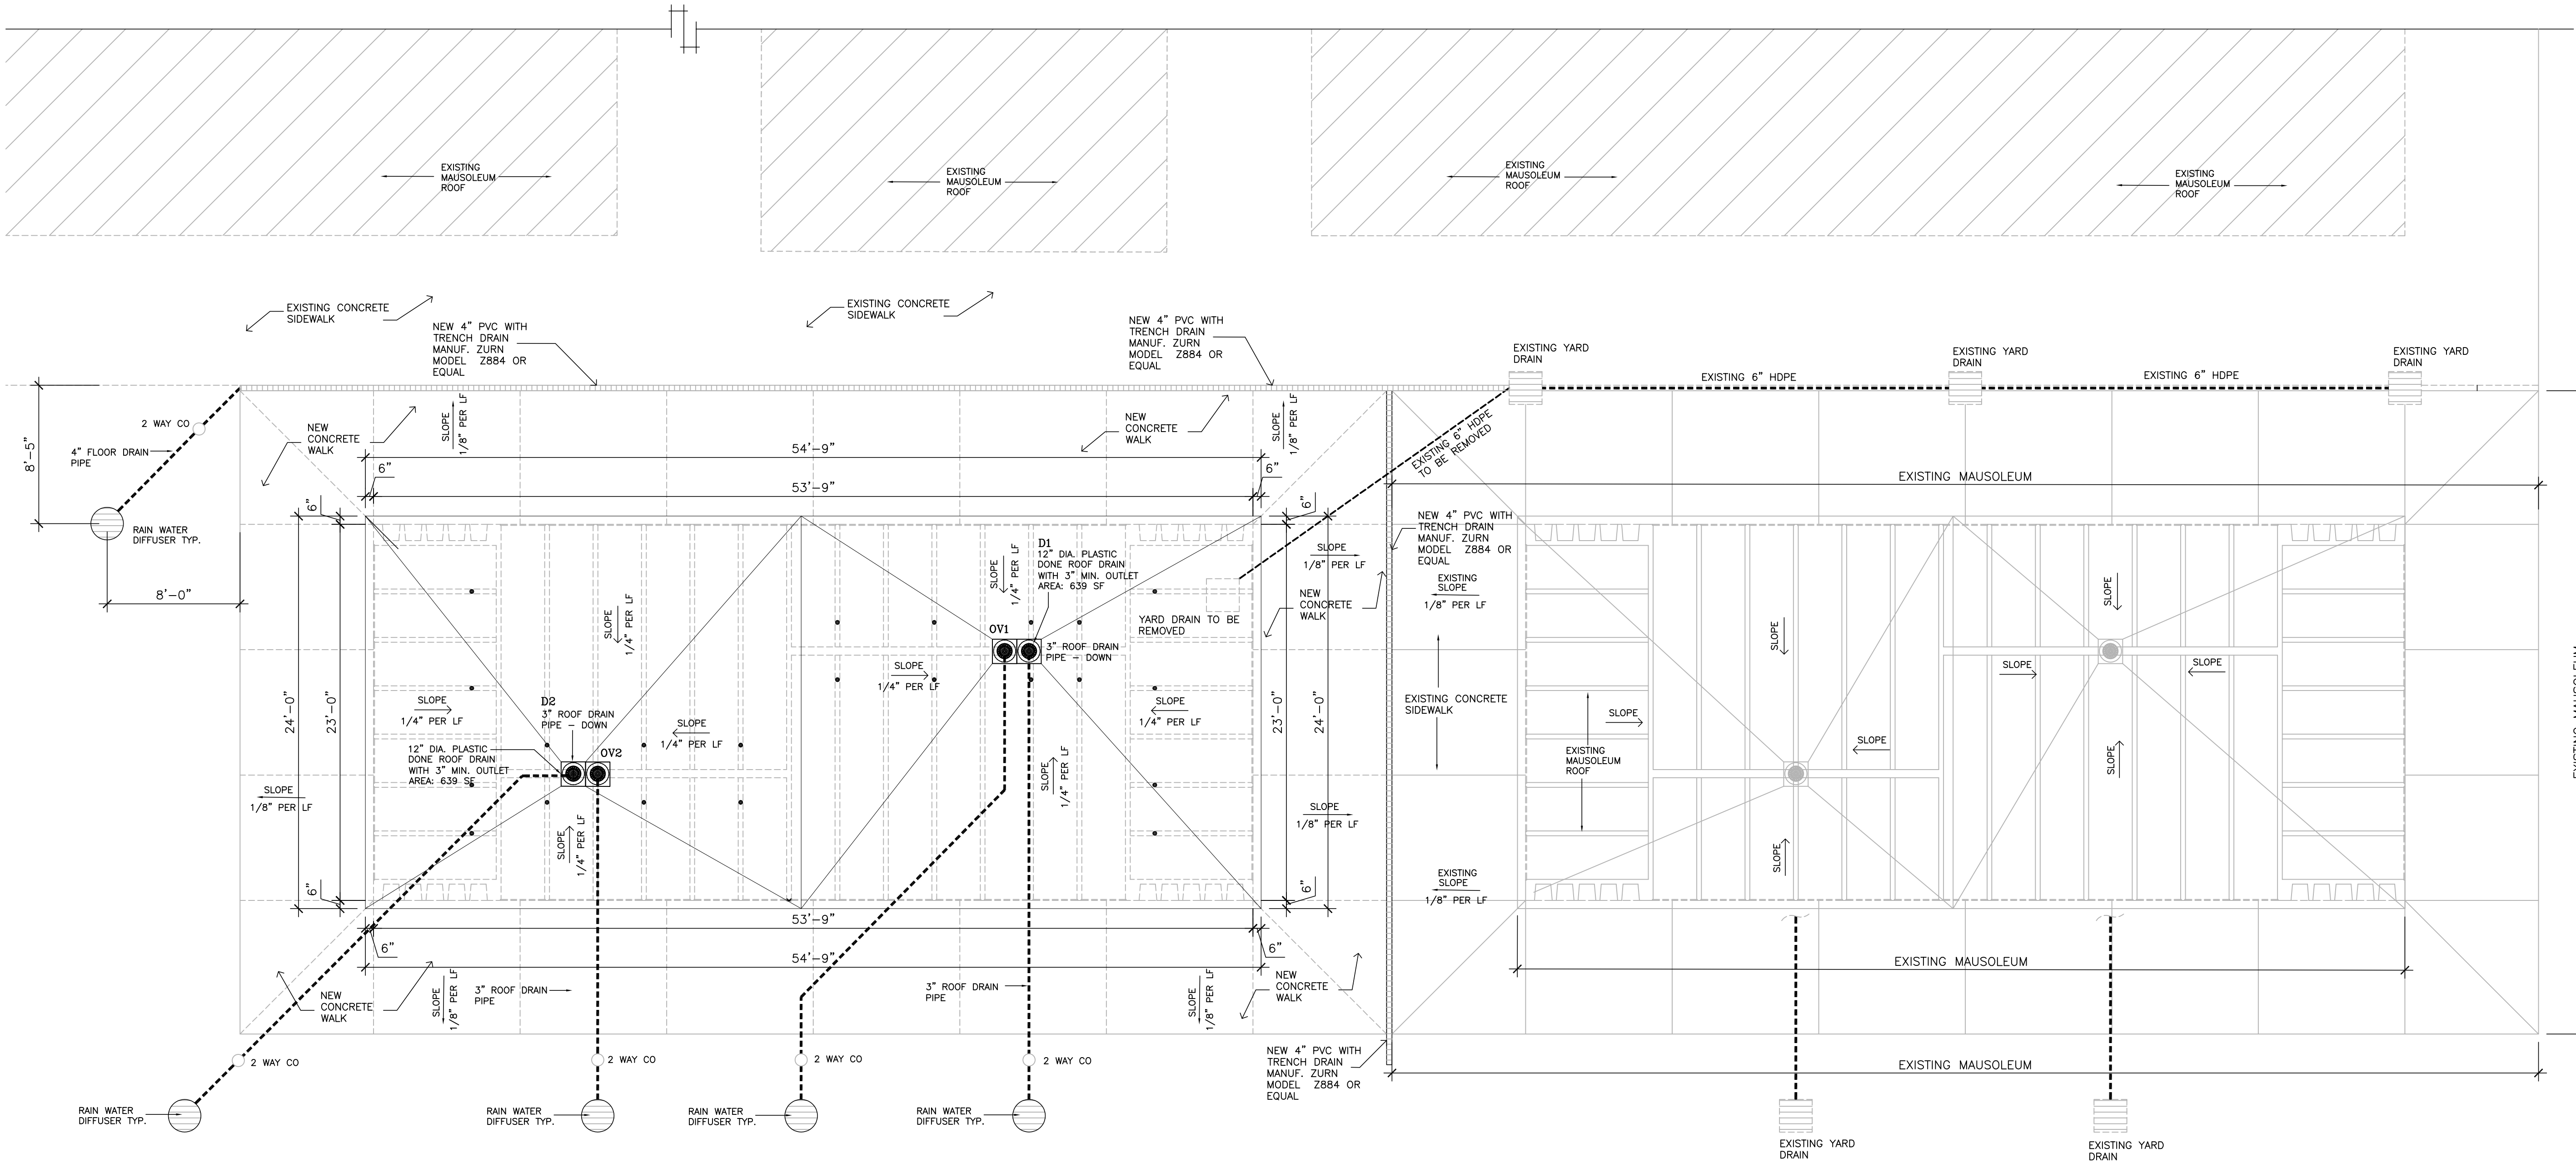 EXISTING
MAUSOLEUM
ROOF
EXISTING
MAUSOLEUM
ROOF
EXISTING
MAUSOLEUM
ROOF
EXISTING
MAUSOLEUM
ROOF
EXISTING CONCRETE
SIDEWALK
EXISTING CONCRETE
SIDEWALK
NEW 4" PVC WITH
TRENCH DRAIN
MANUF. ZURN
MODEL Z884 OR
EQUAL
NEW 4" PVC WITH
TRENCH DRAIN
MANUF. ZURN
MODEL Z884 OR
EQUAL
EXISTING YARD
DRAIN
EXISTING 6" HDPE
EXISTING YARD
DRAIN
EXISTING 6" HDPE
EXISTING YARD
DRAIN
8'-5"
2 WAY CO
4" FLOOR DRAIN
PIPE
RAIN WATER
DIFFUSER TYP.
8'-0"
NEW
CONCRETE
WALK
SLOPE
1/8" PER LF
NEW
CONCRETE
WALK
SLOPE
1/8" PER LF
EXISTING 6" HDPE
TO BE REMOVED
54'-9"
6"
6"
53'-9"
6"
6"
EXISTING MAUSOLEUM
NEW 4" PVC WITH
TRENCH DRAIN
MANUF. ZURN
MODEL Z884 OR
EQUAL
D1
12" DIA. PLASTIC
DONE ROOF DRAIN
WITH 3" MIN. OUTLET
AREA: 639 SF
SLOPE
1/4" PER LF
OV1
3" ROOF DRAIN
PIPE - DOWN
YARD DRAIN TO BE
REMOVED
SLOPE
1/8" PER LF
NEW
CONCRETE
WALK
EXISTING
SLOPE
1/8" PER LF
SLOPE
1/4" PER LF
SLOPE
1/4" PER LF
SLOPE
1/4" PER LF
SLOPE
1/4" PER LF
SLOPE
1/4" PER LF
24'-0"
23'-0"
23'-0"
24'-0"
D2
3" ROOF DRAIN
PIPE - DOWN
12" DIA. PLASTIC
DONE ROOF DRAIN
WITH 3" MIN. OUTLET
AREA: 639 SF
OV2
SLOPE
1/4" PER LF
SLOPE
1/4" PER LF
SLOPE
1/8" PER LF
SLOPE
1/8" PER LF
EXISTING CONCRETE
SIDEWALK
EXISTING
SLOPE
1/8" PER LF
SLOPE
SLOPE
SLOPE
SLOPE
SLOPE
SLOPE
SLOPE
SLOPE
EXISTING
MAUSOLEUM
ROOF
EXISTING MAUSOLEUM
6"
6"
53'-9"
6"
6"
54'-9"
NEW
CONCRETE
WALK
SLOPE
1/8" PER LF
3" ROOF DRAIN
PIPE
3" ROOF DRAIN
PIPE
SLOPE
1/8" PER LF
NEW
CONCRETE
WALK
EXISTING MAUSOLEUM
2 WAY CO
2 WAY CO
2 WAY CO
2 WAY CO
NEW 4" PVC WITH
TRENCH DRAIN
MANUF. ZURN
MODEL Z884 OR
EQUAL
EXISTING MAUSOLEUM
RAIN WATER
DIFFUSER TYP.
RAIN WATER
DIFFUSER TYP.
RAIN WATER
DIFFUSER TYP.
RAIN WATER
DIFFUSER TYP.
EXISTING YARD
DRAIN
EXISTING YARD
DRAIN